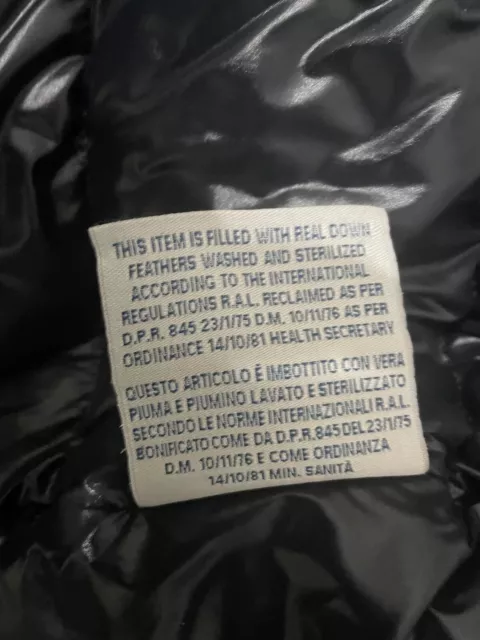 THIS ITEM IS FILLED WITH REAL DOWN
FEATHERS WASHED AND STERILIZED
ACCORDING TO THE INTERNATIONAL
REGULATIONS R.A.L. RECLAIMED AS PER
D.P.R. 845 23/1/75 D.M. 10/11/76 AS PER
ORDINANCE 14/10/81 HEALTH SECRETARY
QUESTO ARTICOLO È IMBOTTITO CON VERA
PIUMA E PIUMINO LAVATO E STERILIZZATO
SECONDO LE NORME INTERNAZIONALI R.A.L.
BONIFICATO COME DA D.P.R. 845 DEL 23/1/75
D.M. 10/11/76 E COME ORDINANZA
14/10/81 MIN. SANITÀ